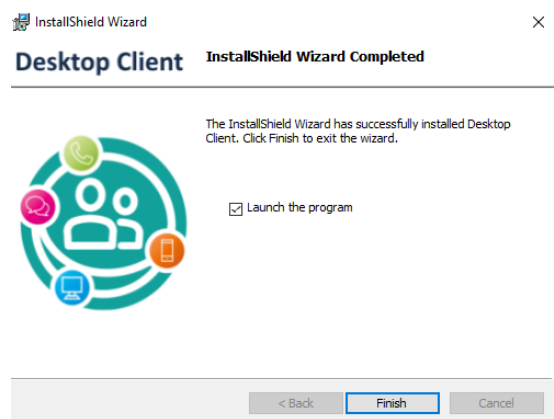 InstallShield Wizard
Desktop Client
InstallShield Wizard Completed
The InstallShield Wizard has successfully installed Desktop
Client. Click Finish to exit the wizard.
Launch the program
< Back
Finish
Cancel